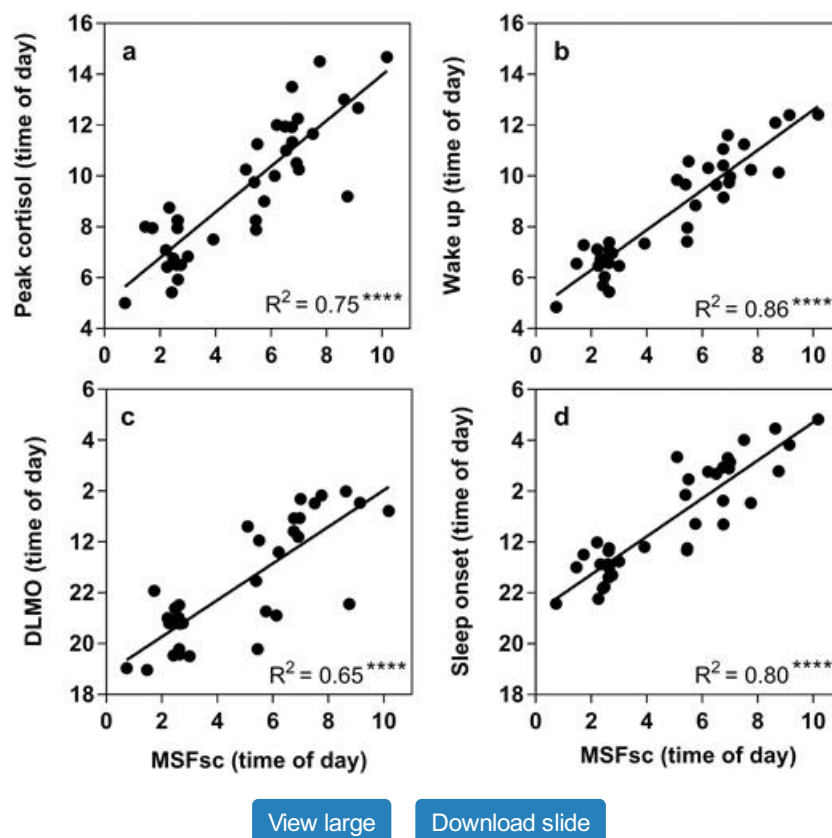 a
Peak cortisol (time of day)
16
14
12
10
8
6
4
R² = 0.75****
0 2 4 6 8 10
b
Wake up (time of day)
16
14
12
10
8
6
4
R² = 0.86****
0 2 4 6 8 10
c
DLMO (time of day)
6
4
2
12
22
20
18
R² = 0.65****
0 2 4 6 8 10
MSFsc (time of day)
d
Sleep onset (time of day)
6
4
2
12
22
20
18
R² = 0.80****
0 2 4 6 8 10
MSFsc (time of day)
View large
Download slide